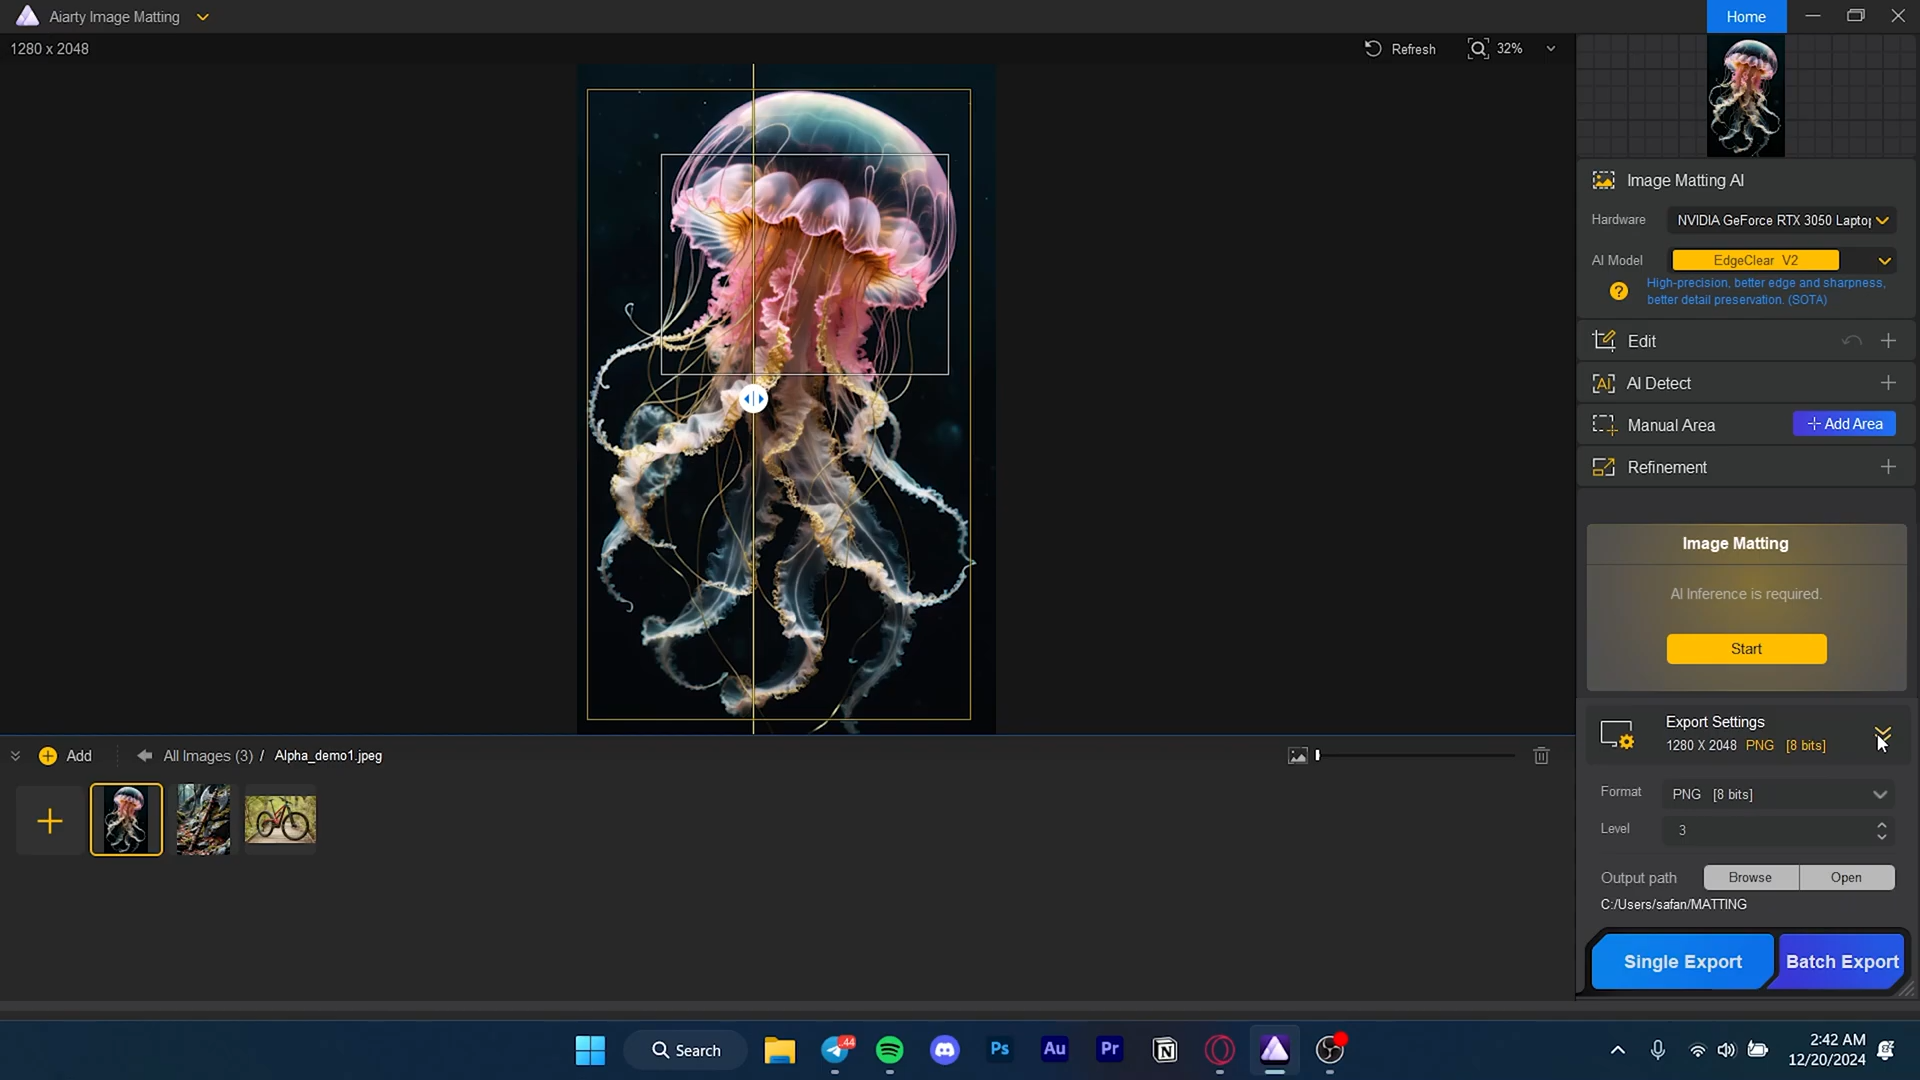 Aiarty Image Matting
Home
1280 x 2048
Refresh
32%
Image Matting AI
Hardware
NVIDIA GeForce RTX 3050 Laptop
AI Model
EdgeClear V2
?
High-precision, better edge and sharpness,
better detail preservation. (SOTA)
Edit
AI Detect
Manual Area
Add Area
Refinement
Image Matting
AI Inference is required.
Start
Export Settings
1280 X 2048 PNG [8 bits]
Format
PNG [8 bits]
Level
3
Output path
Browse
Open
C:/Users/safan/MATTING
Single Export
Batch Export
Add
All Images (3) / Alpha_demo1.jpeg
Search
44
Ps
Au
Pr
2:42 AM
12/20/2024